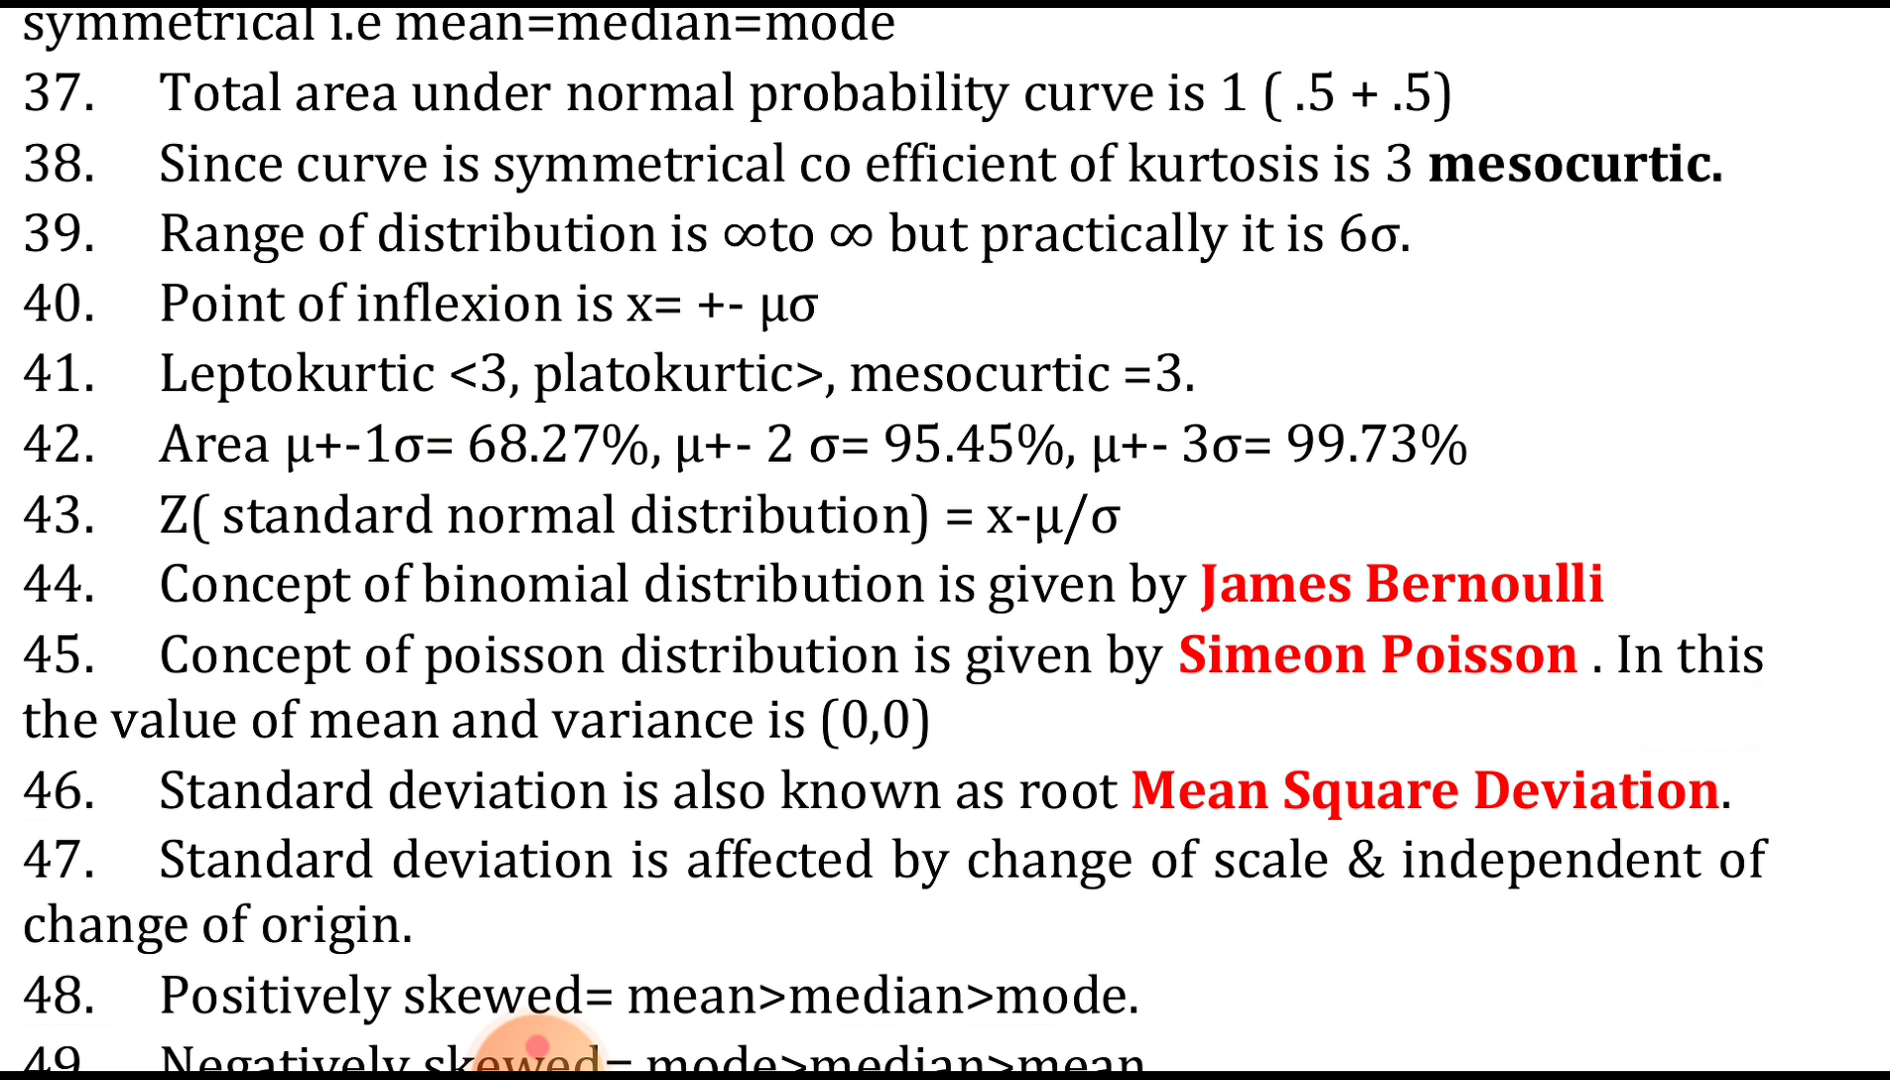 symmetrical i.e mean=median=mode
37. Total area under normal probability curve is 1 ( .5 + .5)
38. Since curve is symmetrical co efficient of kurtosis is 3 mesocurtic.
39. Range of distribution is ∞to ∞ but practically it is 6σ.
40. Point of inflexion is x= +- μσ
41. Leptokurtic <3, platokurtic>, mesocurtic =3.
42. Area μ+-1σ= 68.27%, μ+- 2 σ= 95.45%, μ+- 3σ= 99.73%
43. Z( standard normal distribution) = x-μ/σ
44. Concept of binomial distribution is given by James Bernoulli
45. Concept of poisson distribution is given by Simeon Poisson . In this
the value of mean and variance is (0,0)
46. Standard deviation is also known as root Mean Square Deviation.
47. Standard deviation is affected by change of scale & independent of
change of origin.
48. Positively skewed= mean>median>mode.
49 Negatively skewed= mode>median>mean